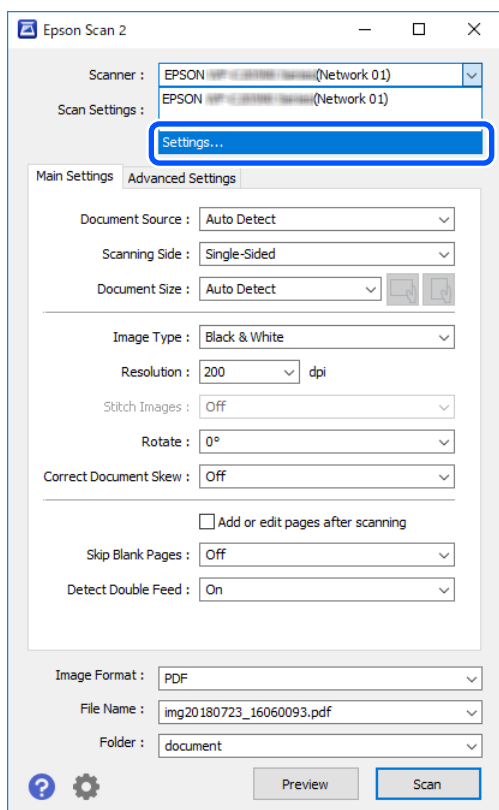 Epson Scan 2
Scanner : EPSON (Network 01)
EPSON (Network 01)
Scan Settings :
Settings...
Main Settings Advanced Settings
Document Source : Auto Detect
Scanning Side : Single-Sided
Document Size : Auto Detect
Image Type : Black & White
Resolution : 200 dpi
Stitch Images : Off
Rotate : 0°
Correct Document Skew : Off
Add or edit pages after scanning
Skip Blank Pages : Off
Detect Double Feed : On
Image Format : PDF
File Name : img20180723_16060093.pdf
Folder : document
? Preview Scan